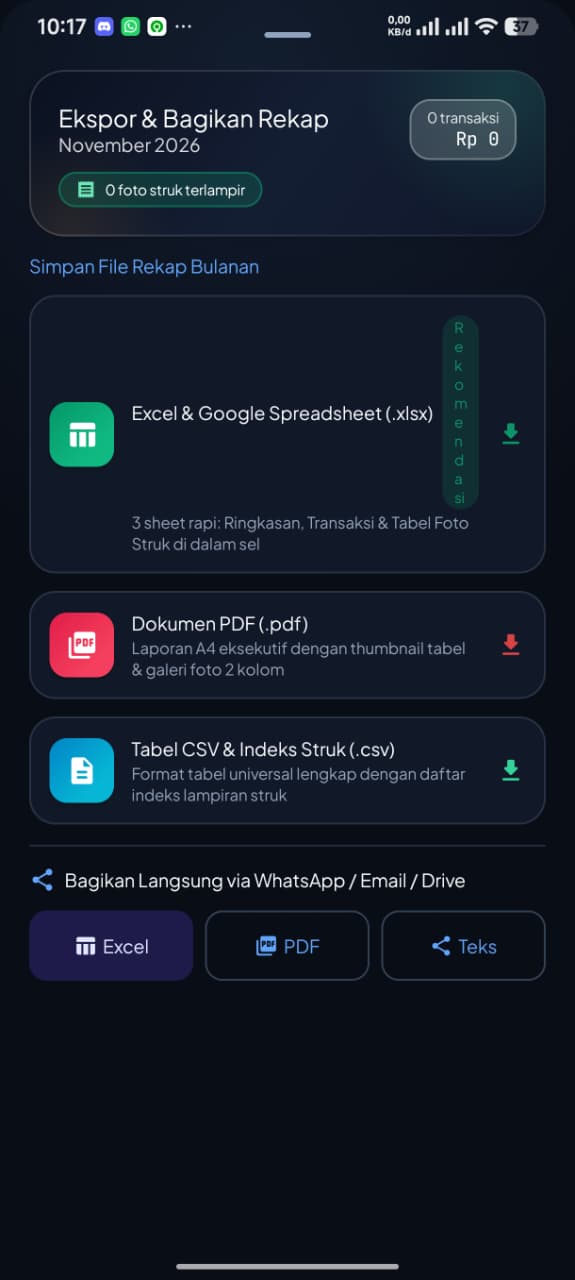 10:17
0,00
KB/d
37
Ekspor & Bagikan Rekap
November 2026
0 transaksi
Rp 0
0 foto struk terlampir
Simpan File Rekap Bulanan
Excel & Google Spreadsheet (.xlsx)
Rekomendasi
3 sheet rapi: Ringkasan, Transaksi & Tabel Foto
Struk di dalam sel
PDF
Dokumen PDF (.pdf)
Laporan A4 eksekutif dengan thumbnail tabel
& galeri foto 2 kolom
Tabel CSV & Indeks Struk (.csv)
Format tabel universal lengkap dengan daftar
indeks lampiran struk
Bagikan Langsung via WhatsApp / Email / Drive
Excel
PDF PDF
Teks